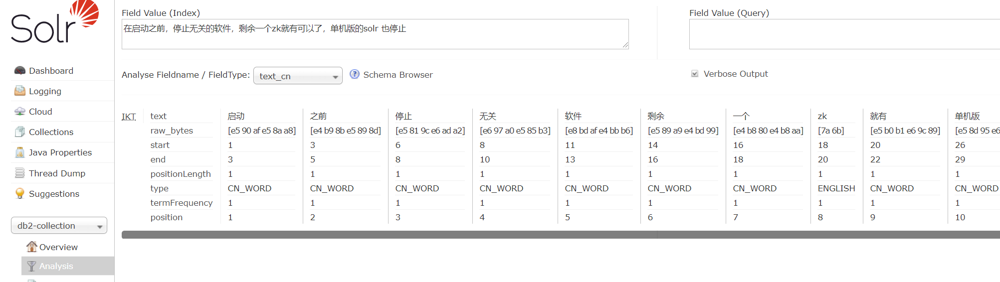 Solr
Field Value (Index)
Field Value (Query)
在启动之前，停止无关的软件，剩余一个zk就有可以了，单机版的solr 也停止
Dashboard
Logging
Cloud
Collections
Java Properties
Thread Dump
Suggestions
db2-collection
Overview
Analysis
Analyse Fieldname / FieldType: text_cn Schema Browser
Verbose Output
IKT text 启动 之前 停止 无关 软件 剩余 一个 zk 就有 单机版
raw_bytes [e5 90 af e5 8a a8] [e4 b9 8b e5 89 8d] [e5 81 9c e6 ad a2] [e6 97 a0 e5 85 b3] [e8 bd af e4 bb b6] [e5 89 a9 e4 bd 99] [e4 b8 80 e4 b8 aa] [7a 6b] [e5 b0 b1 e6 9c 89] [e5 8d 95 e6
start 1 3 6 8 11 14 16 18 20 26
end 3 5 8 10 13 16 18 20 22 29
positionLength 1 1 1 1 1 1 1 1 1 1
type CN_WORD CN_WORD CN_WORD CN_WORD CN_WORD CN_WORD CN_WORD ENGLISH CN_WORD CN_WORD
termFrequency 1 1 1 1 1 1 1 1 1 1
position 1 2 3 4 5 6 7 8 9 10